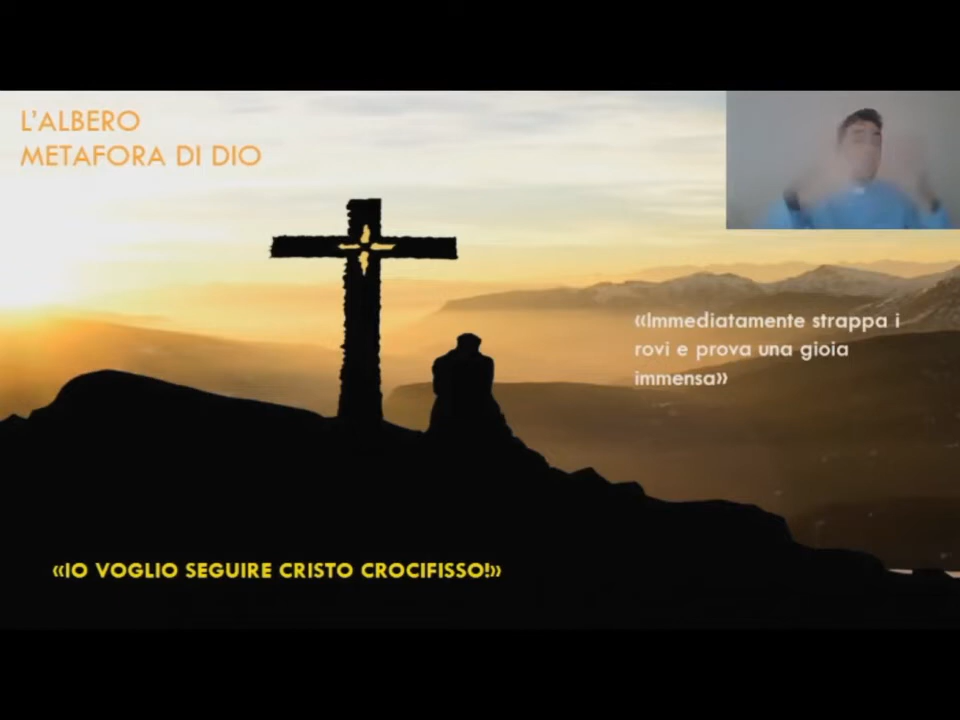 L'ALBERO
METAFORA DI DIO
«Immediatamente strappa i
rovi e prova una gioia
immensa»
«IO VOGLIO SEGUIRE CRISTO CROCIFISSO!»